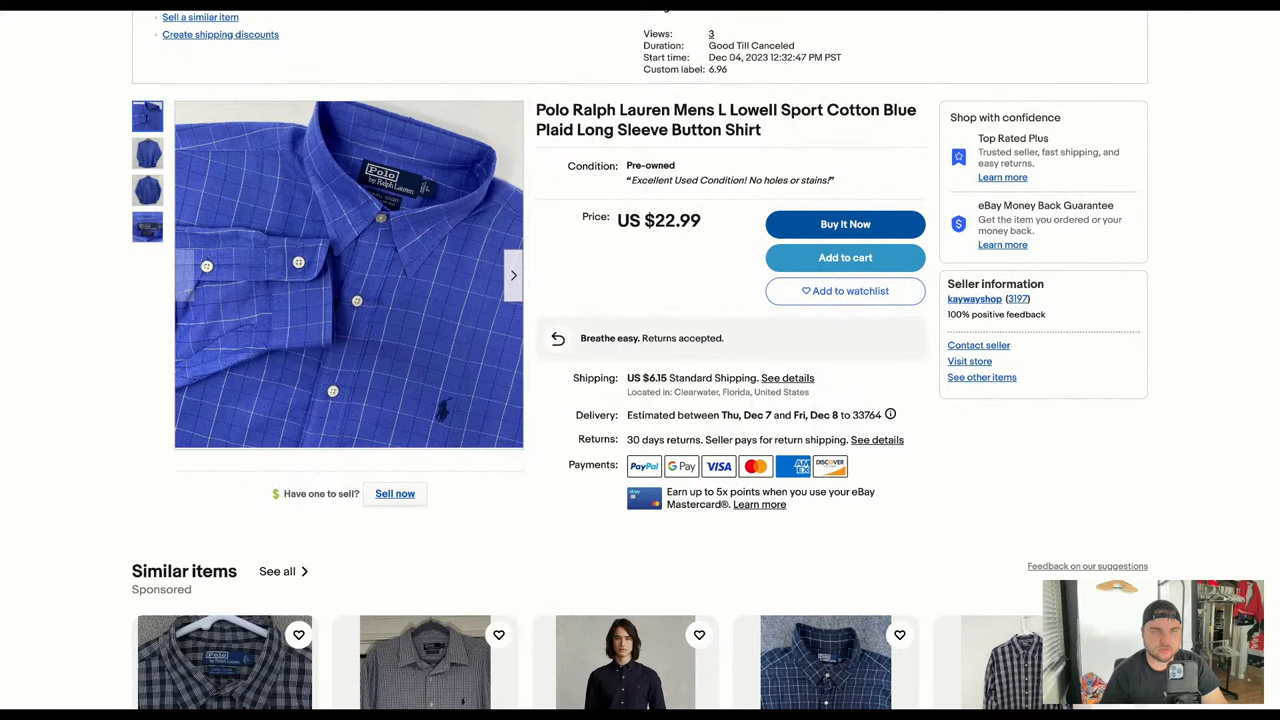 Sell a similar item
Create shipping discounts
Views: 3
Duration: Good Till Canceled
Start time: Dec 04, 2023 12:32:47 PM PST
Custom label: 6.96
Polo
by Ralph Lauren
L
Polo Ralph Lauren Mens L Lowell Sport Cotton Blue
Plaid Long Sleeve Button Shirt
Condition: Pre-owned
“Excellent Used Condition! No holes or stains!”
Price: US $22.99
Buy It Now
Add to cart
Add to watchlist
Breathe easy. Returns accepted.
Shipping: US $6.15 Standard Shipping. See details
Located in: Clearwater, Florida, United States
Delivery: Estimated between Thu, Dec 7 and Fri, Dec 8 to 33764
Returns: 30 days returns. Seller pays for return shipping. See details
Payments: PayPal G Pay VISA MasterCard AM EX DISCOVER
Earn up to 5x points when you use your eBay
Mastercard®. Learn more
Shop with confidence
Top Rated Plus
Trusted seller, fast shipping, and
easy returns.
Learn more
eBay Money Back Guarantee
Get the item you ordered or your
money back.
Learn more
Seller information
kaywayshop (3197)
100% positive feedback
Contact seller
Visit store
See other items
Have one to sell? Sell now
Similar items See all
Sponsored
Feedback on our suggestions